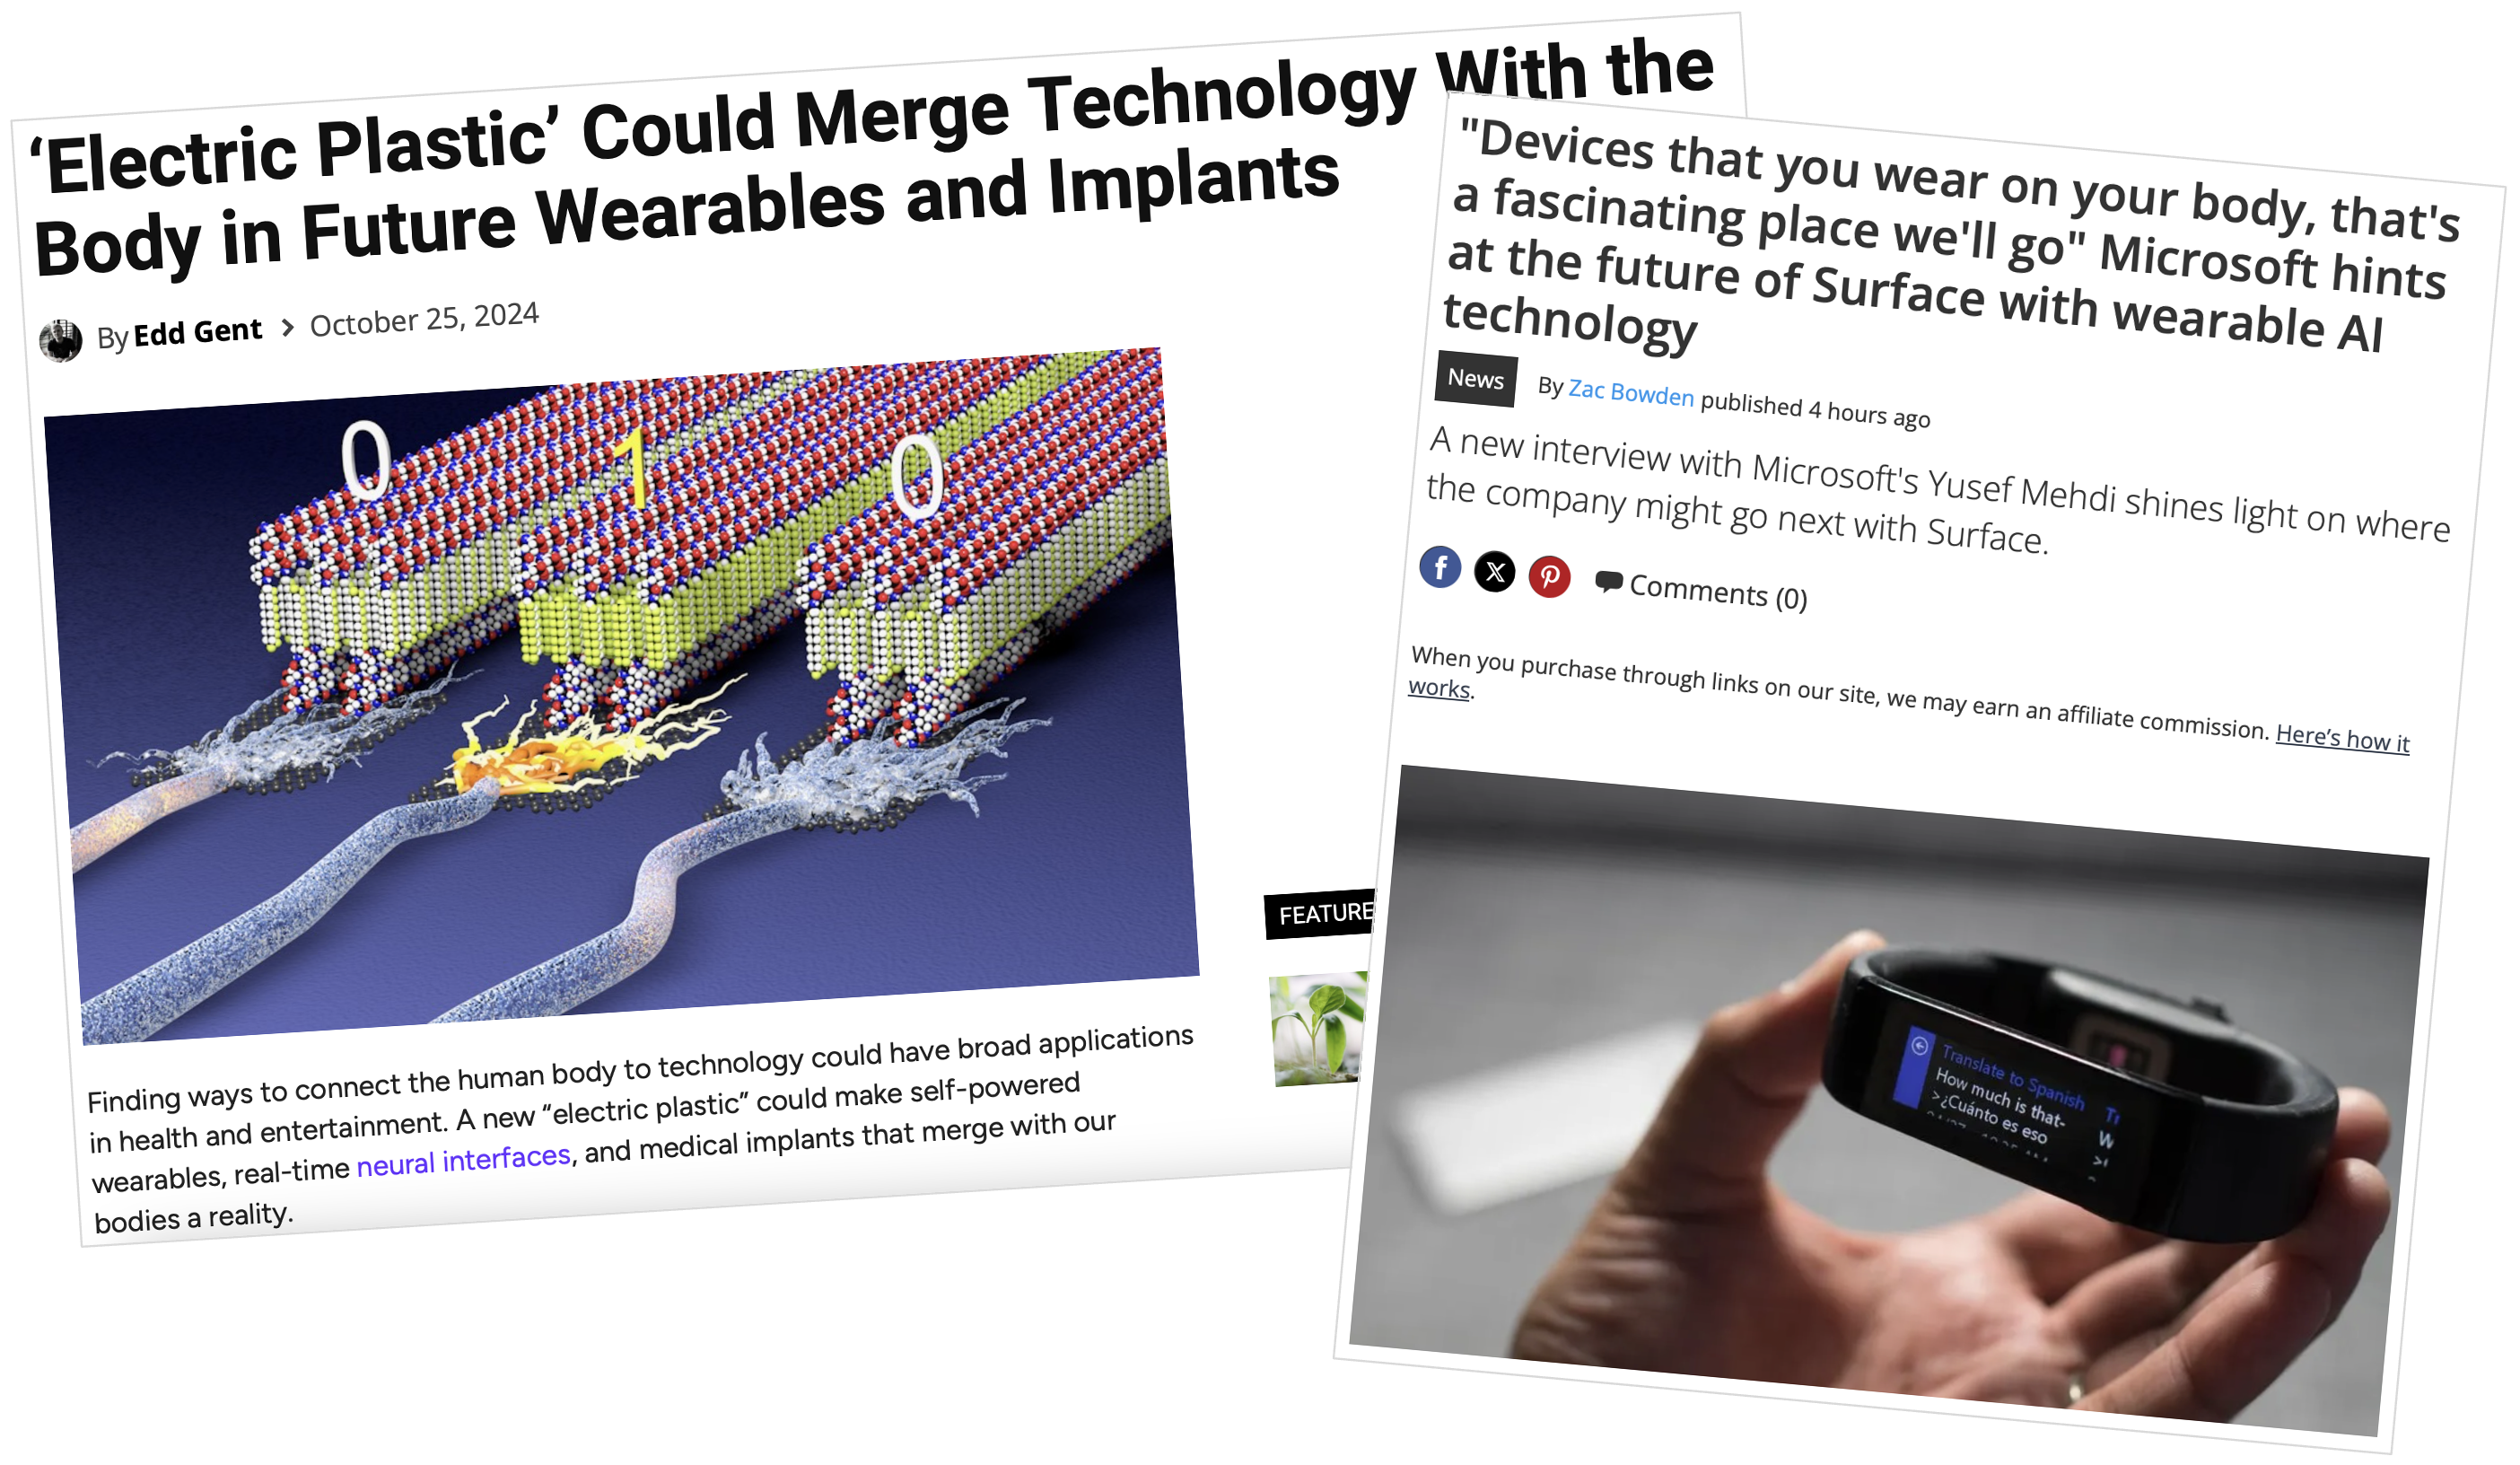 ‘Electric Plastic’ Could Merge Technology With the
Body in Future Wearables and Implants
By Edd Gent > October 25, 2024
0
1
0
Finding ways to connect the human body to technology could have broad applications
in health and entertainment. A new “electric plastic” could make self-powered
wearables, real-time neural interfaces, and medical implants that merge with our
bodies a reality.
FEATURE
"Devices that you wear on your body, that's
a fascinating place we'll go" Microsoft hints
at the future of Surface with wearable AI
technology
News By Zac Bowden published 4 hours ago
A new interview with Microsoft's Yusef Mehdi shines light on where
the company might go next with Surface.
Comments (0)
When you purchase through links on our site, we may earn an affiliate commission. Here’s how it
works.
Translate to Spanish
How much is that-
>¿Cuánto es eso